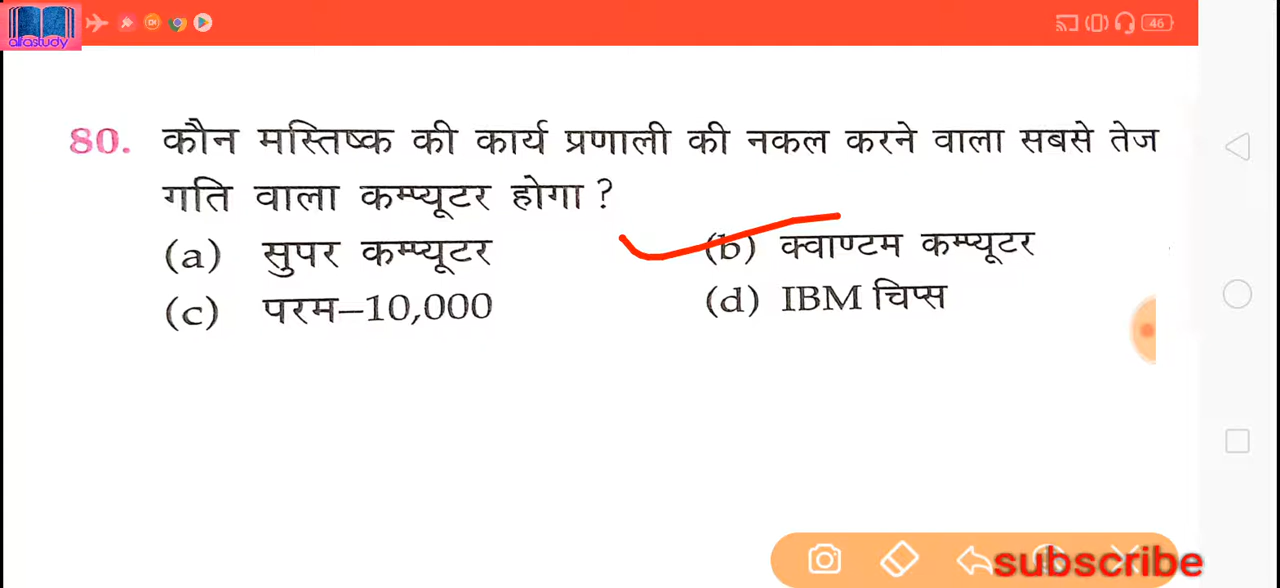 alfastudy
46
80. कौन मस्तिष्क की कार्य प्रणाली की नकल करने वाला सबसे तेज
गति वाला कम्प्यूटर होगा ?
(a) सुपर कम्प्यूटर (b) क्वाण्टम कम्प्यूटर
(c) परम–10,000 (d) IBM चिप्स
subscribe